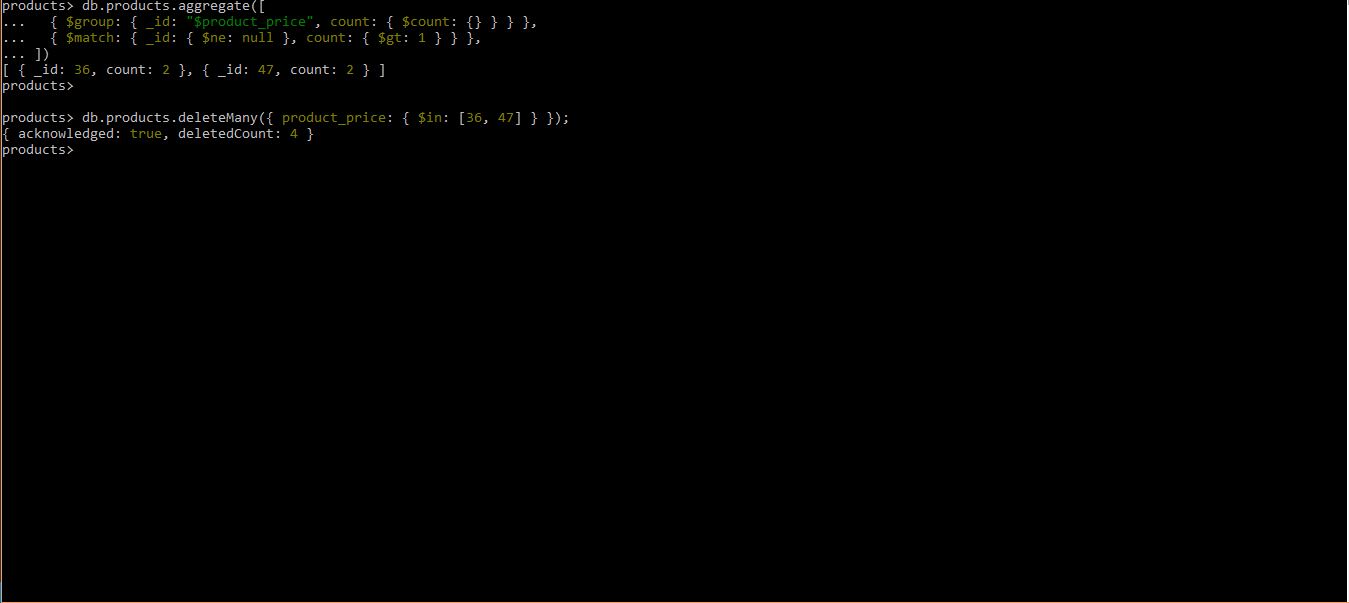 products> db.products.aggregate([
...   { $group: { _id: "$product_price", count: { $count: {} } } },
...   { $match: { _id: { $ne: null }, count: { $gt: 1 } } },
... ])
[ { _id: 36, count: 2 }, { _id: 47, count: 2 } ]
products>
products> db.products.deleteMany({ product_price: { $in: [36, 47] } });
{ acknowledged: true, deletedCount: 4 }
products>